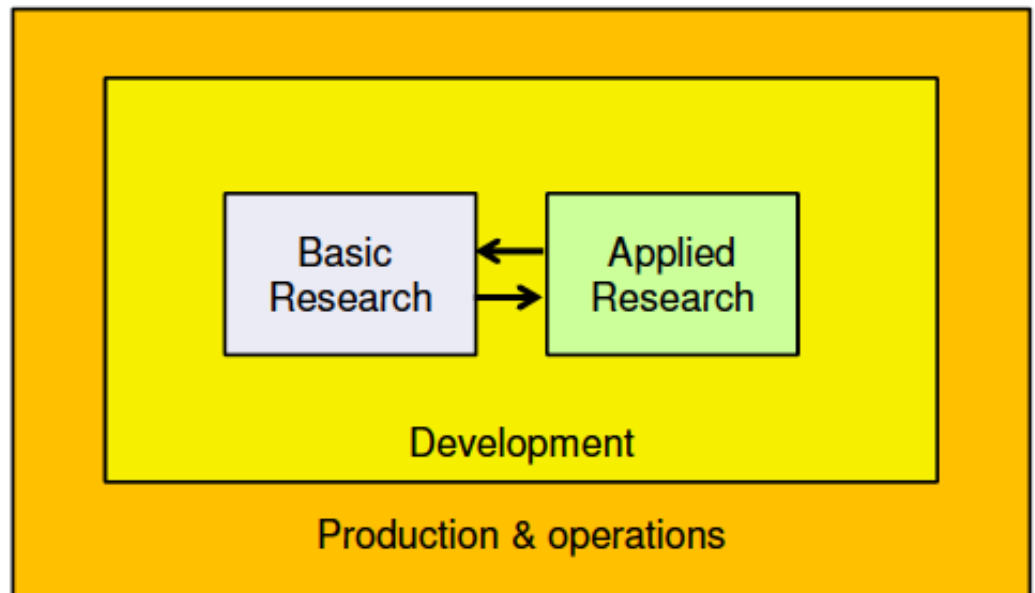 Basic
Research
Applied
Research
Development
Production & operations